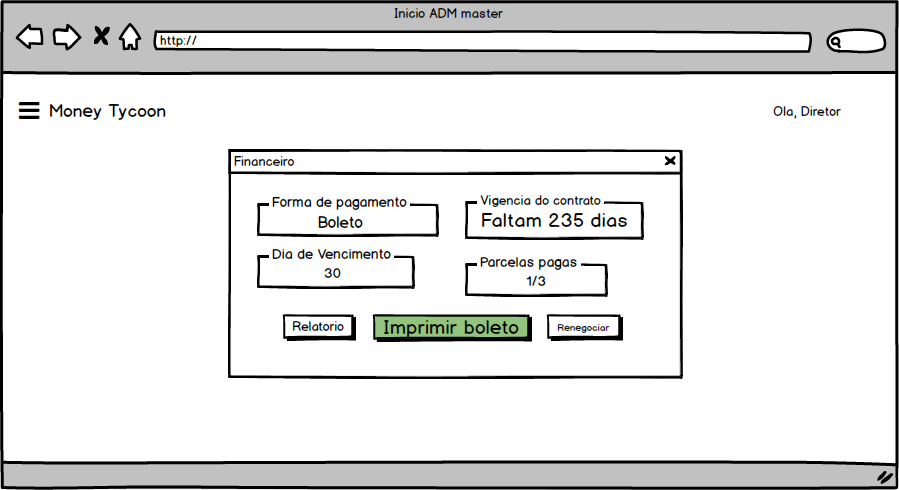 Inicio ADM master
http://
Money Tycoon
Ola, Diretor
Financeiro
Forma de pagamento
Boleto
Vigencia do contrato
Faltam 235 dias
Dia de Vencimento
30
Parcelas pagas
1/3
Relatorio
Imprimir boleto
Renegociar